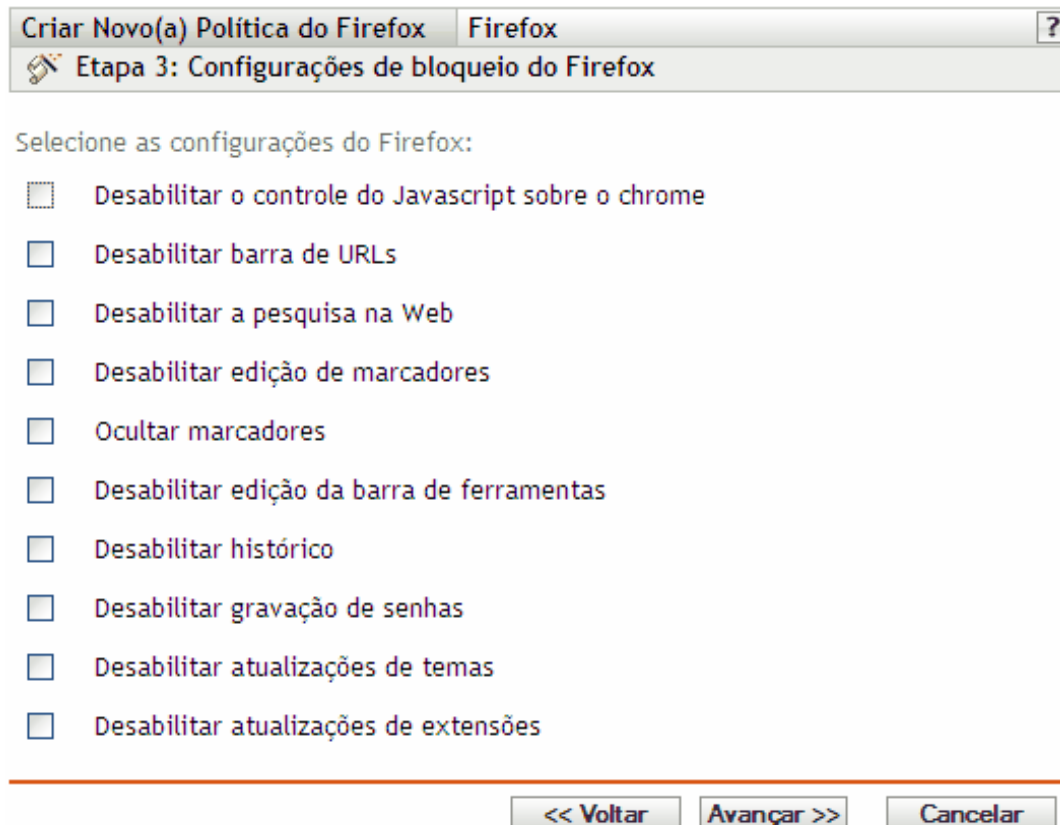 Criar Novo(a) Política do Firefox Firefox ?
Etapa 3: Configurações de bloqueio do Firefox
Selecione as configurações do Firefox:
Desabilitar o controle do Javascript sobre o chrome
Desabilitar barra de URLs
Desabilitar a pesquisa na Web
Desabilitar edição de marcadores
Ocultar marcadores
Desabilitar edição da barra de ferramentas
Desabilitar histórico
Desabilitar gravação de senhas
Desabilitar atualizações de temas
Desabilitar atualizações de extensões
<< Voltar Avançar >> Cancelar